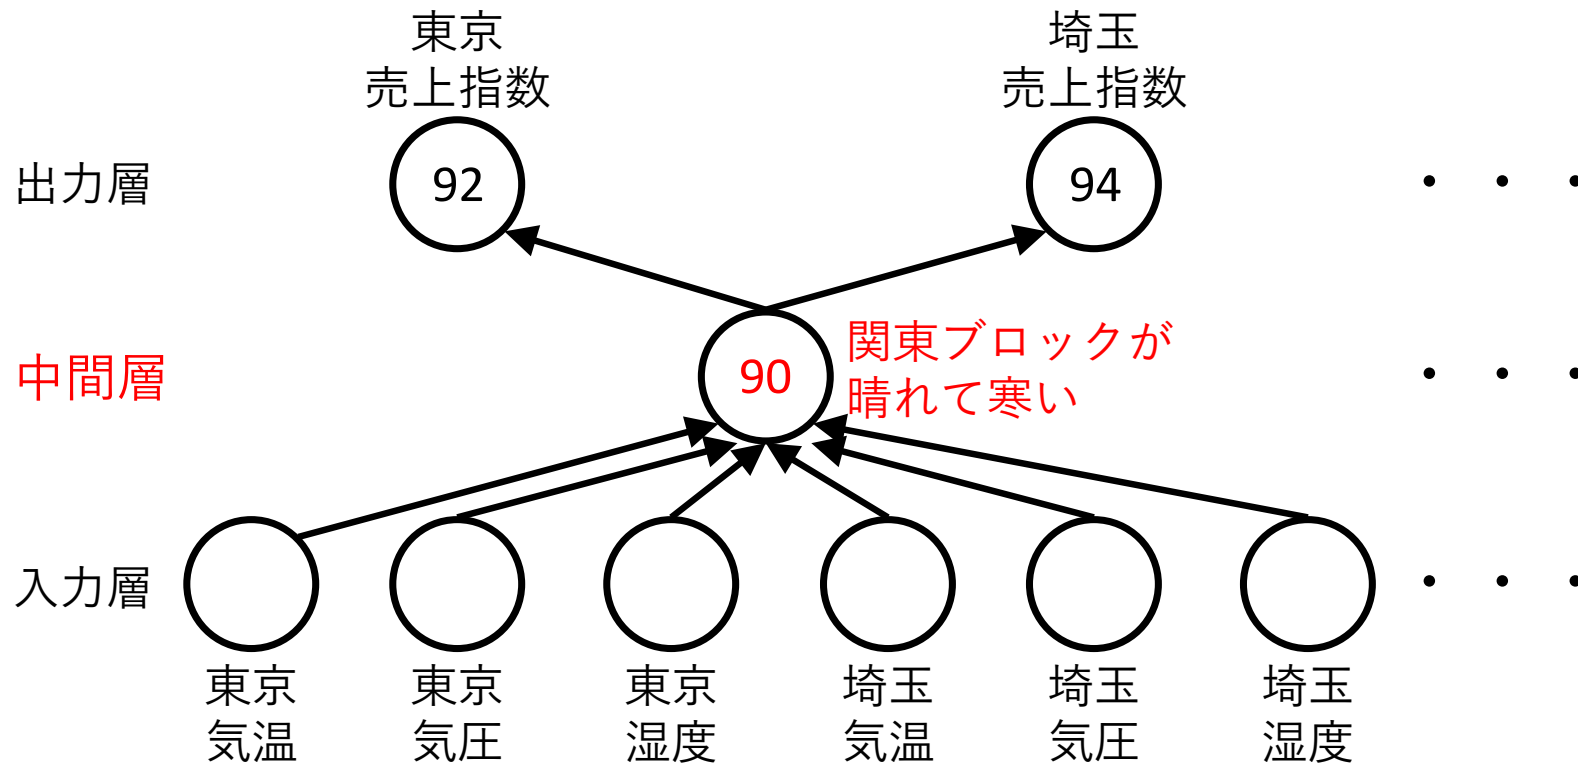 東京
売上指数
埼玉
売上指数
出力層
92
94
・・・
中間層
90
関東ブロックが
晴れて寒い
・・・
入力層
・・・
東京
気温
東京
気圧
東京
湿度
埼玉
気温
埼玉
気圧
埼玉
湿度